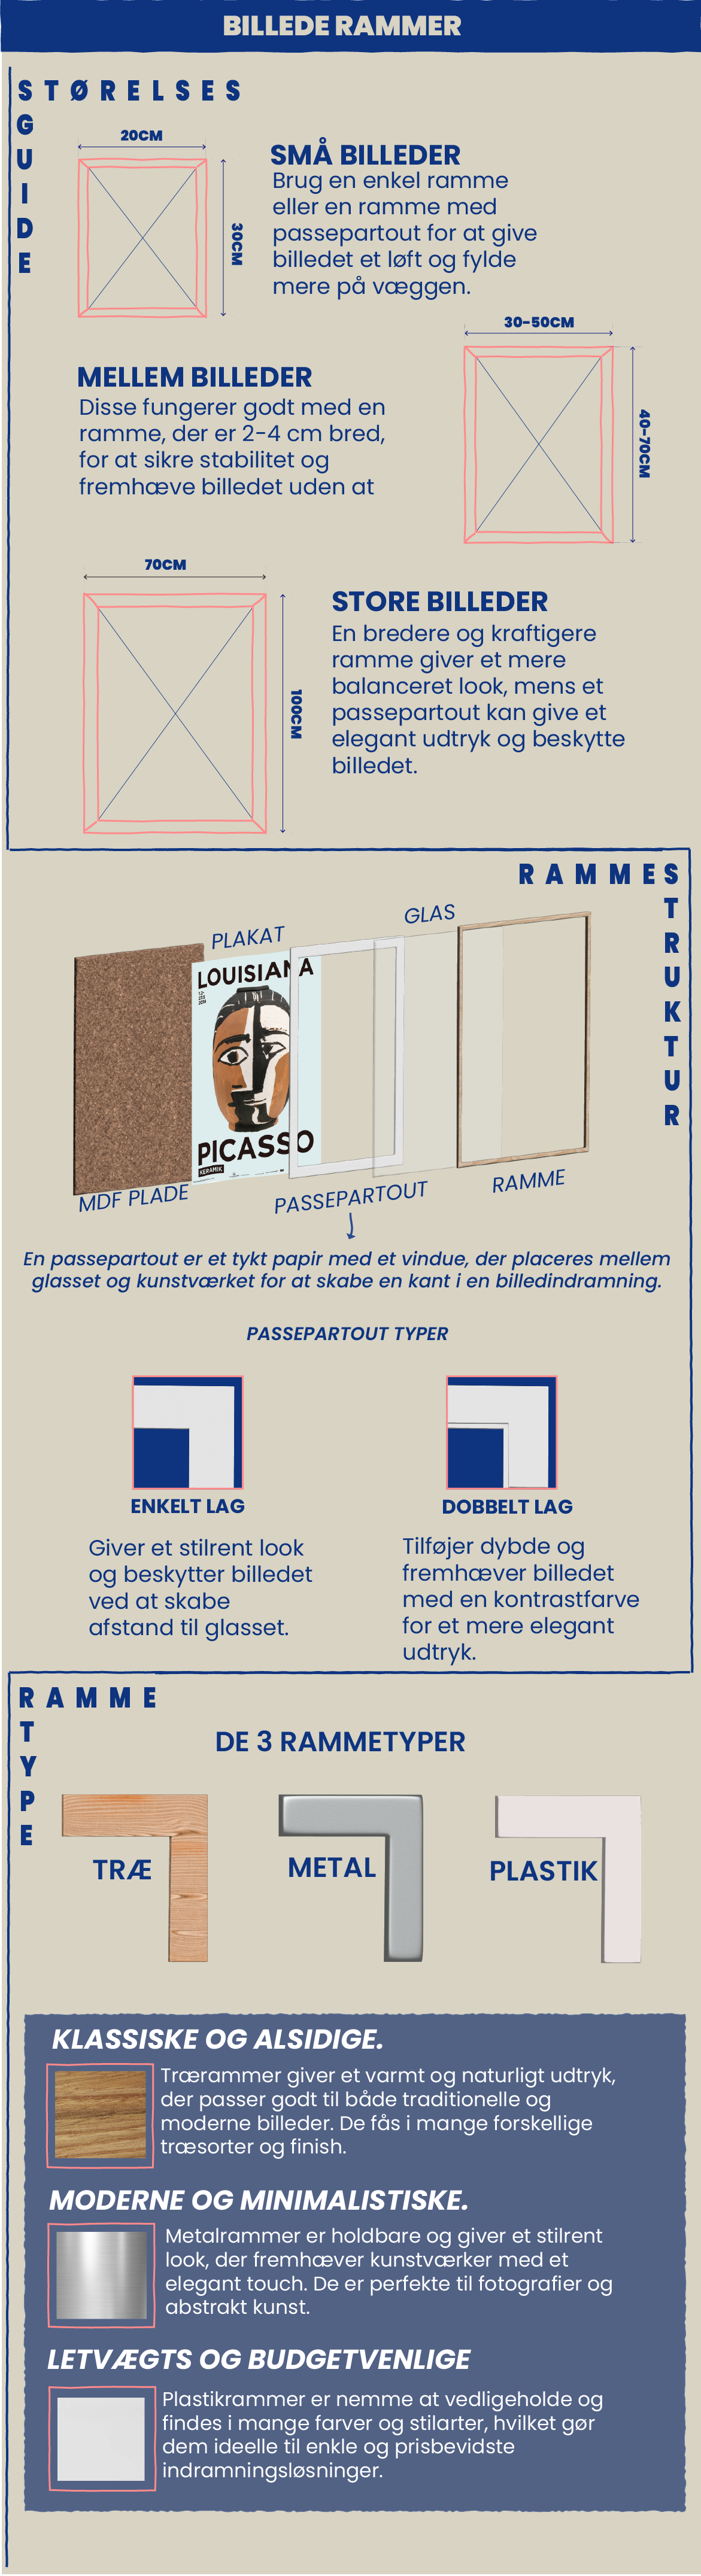 BILLEDE RAMMER
STØRELSES
GUIDE
20CM
30CM
SMÅ BILLEDER
Brug en enkel ramme
eller en ramme med
passepartout for at give
billedet et løft og fylde
mere på væggen.
30-50CM
40-70CM
MELLEM BILLEDER
Disse fungerer godt med en
ramme, der er 2-4 cm bred,
for at sikre stabilitet og
fremhæve billedet uden at
70CM
100CM
STORE BILLEDER
En bredere og kraftigere
ramme giver et mere
balanceret look, mens et
passepartout kan give et
elegant udtryk og beskytte
billedet.
RAMMES
TRUKTUR
PLAKAT
GLAS
LOUISIANA
PICASSO
KERAMIK
MDF PLADE
PASSEPARTOUT
RAMME
En passepartout er et tykt papir med et vindue, der placeres mellem
glasset og kunstværket for at skabe en kant i en billedindramning.
PASSEPARTOUT TYPER
ENKELT LAG
Giver et stilrent look
og beskytter billedet
ved at skabe
afstand til glasset.
DOBBELT LAG
Tilføjer dybde og
fremhæver billedet
med en kontrastfarve
for et mere elegant
udtryk.
RAMME
TYPE
DE 3 RAMMETYPER
TRÆ
METAL
PLASTIK
KLASSISKE OG ALSIDIGE.
Trærammer giver et varmt og naturligt udtryk,
der passer godt til både traditionelle og
moderne billeder. De fås i mange forskellige
træsorter og finish.
MODERNE OG MINIMALISTISKE.
Metalrammer er holdbare og giver et stilrent
look, der fremhæver kunstværker med et
elegant touch. De er perfekte til fotografier og
abstrakt kunst.
LETVÆGTS OG BUDGETVENLIGE
Plastikrammer er nemme at vedligeholde og
findes i mange farver og stilarter, hvilket gør
dem ideelle til enkle og prisbevidste
indramningsløsninger.